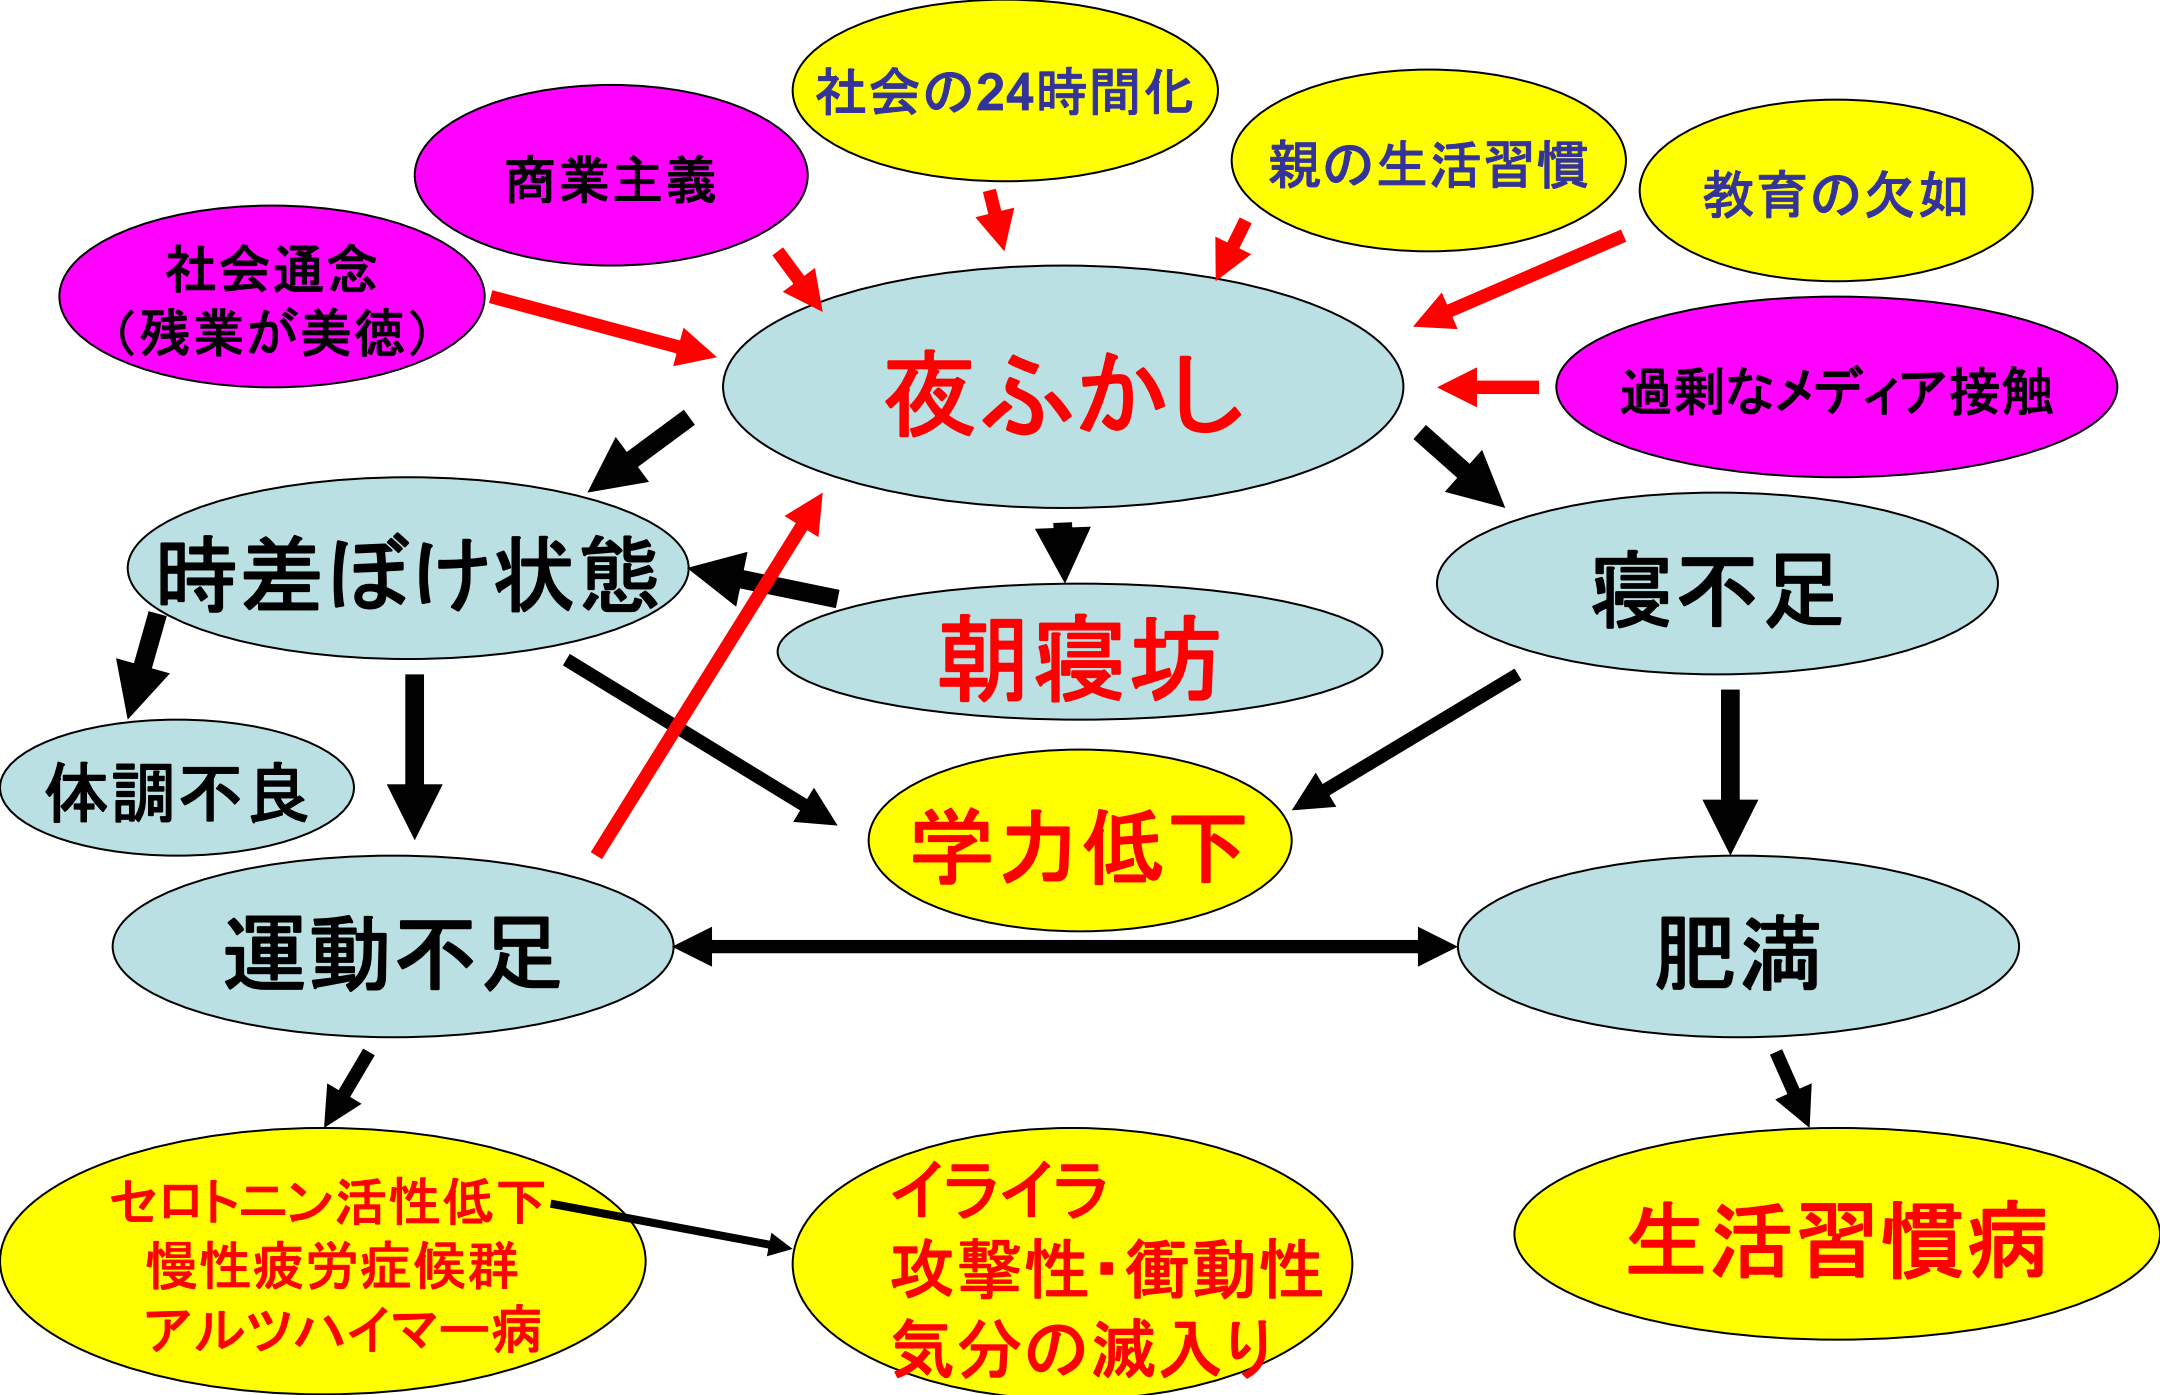 社会の24時間化
商業主義
親の生活習慣
教育の欠如
社会通念
（残業が美徳）
夜ふかし
過剰なメディア接触
時差ぼけ状態
寝不足
朝寝坊
体調不良
学力低下
運動不足
肥満
セロトニン活性低下
慢性疲労症候群
アルツハイマー病
イライラ
攻撃性・衝動性
気分の滅入り
生活習慣病